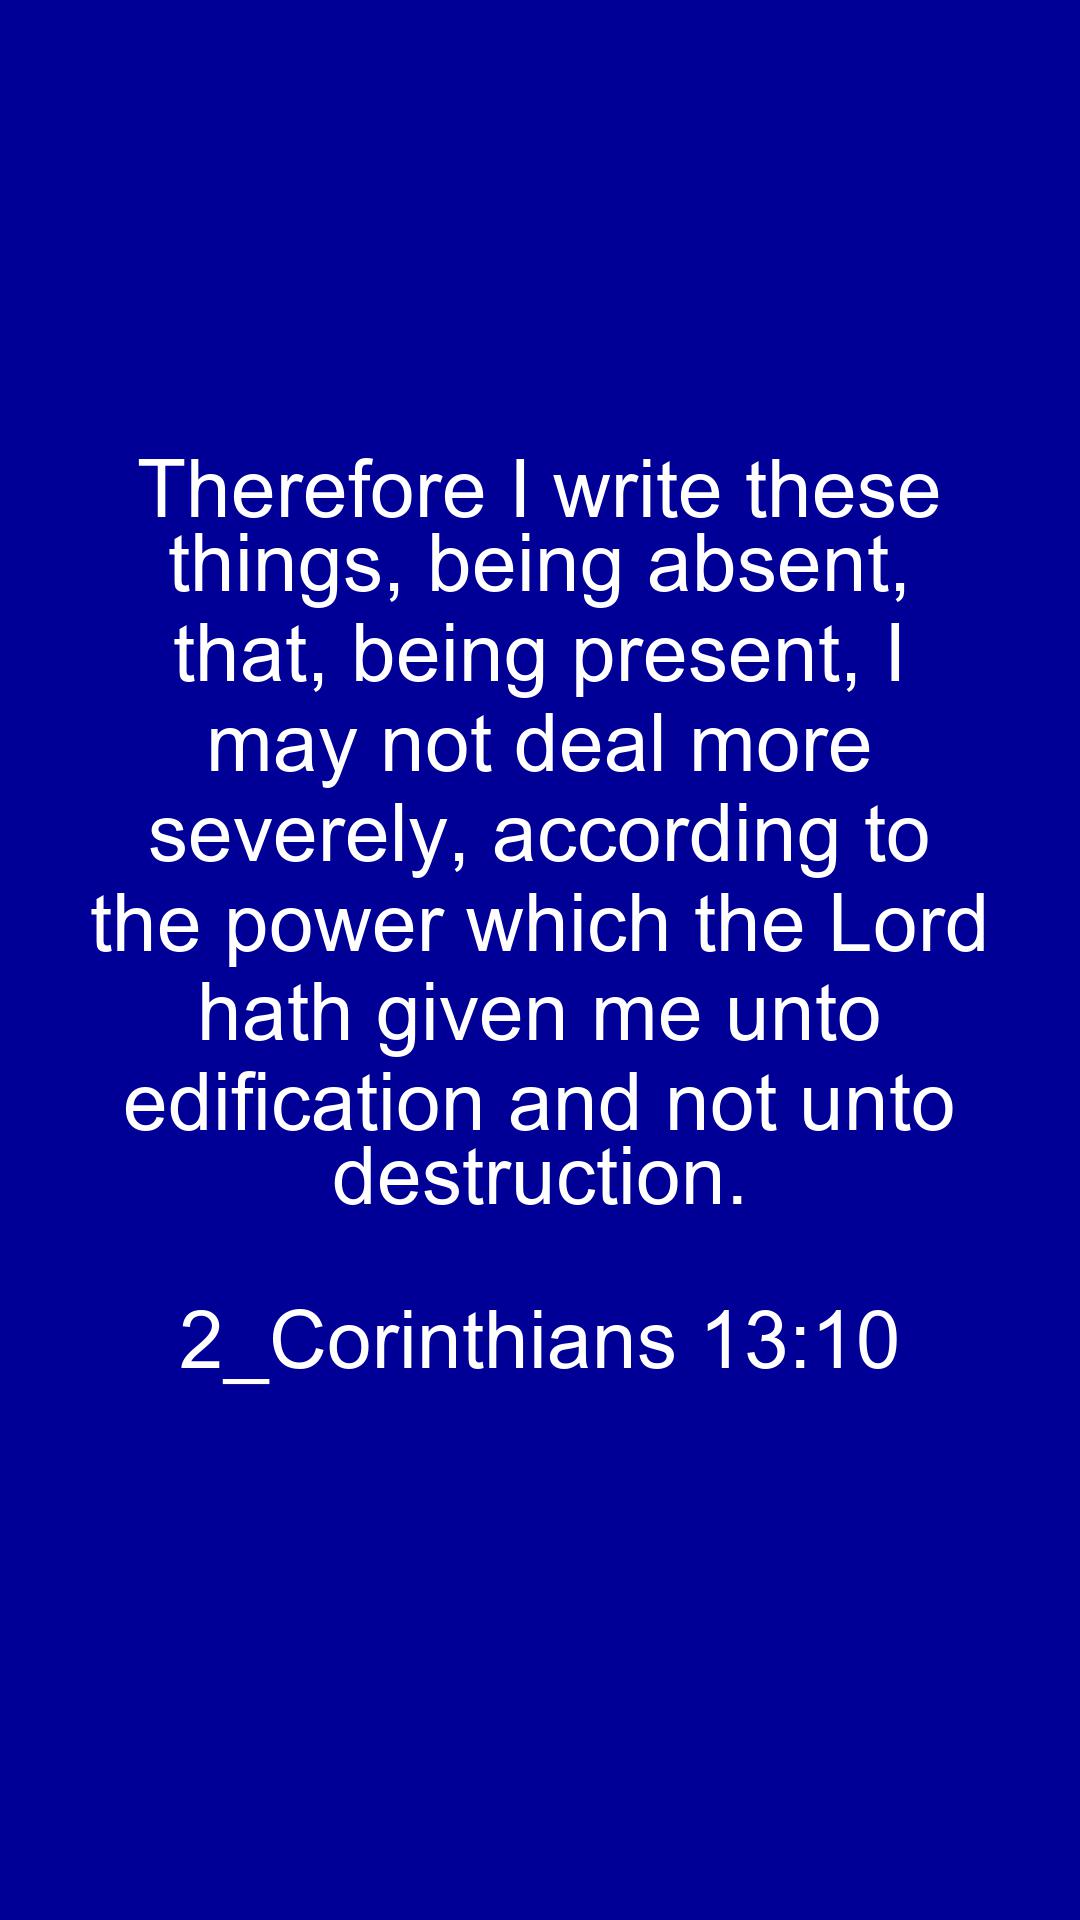 Therefore I write these
things, being absent,
that, being present, I
may not deal more
severely, according to
the power which the Lord
hath given me unto
edification and not unto
destruction.
2_Corinthians 13:10